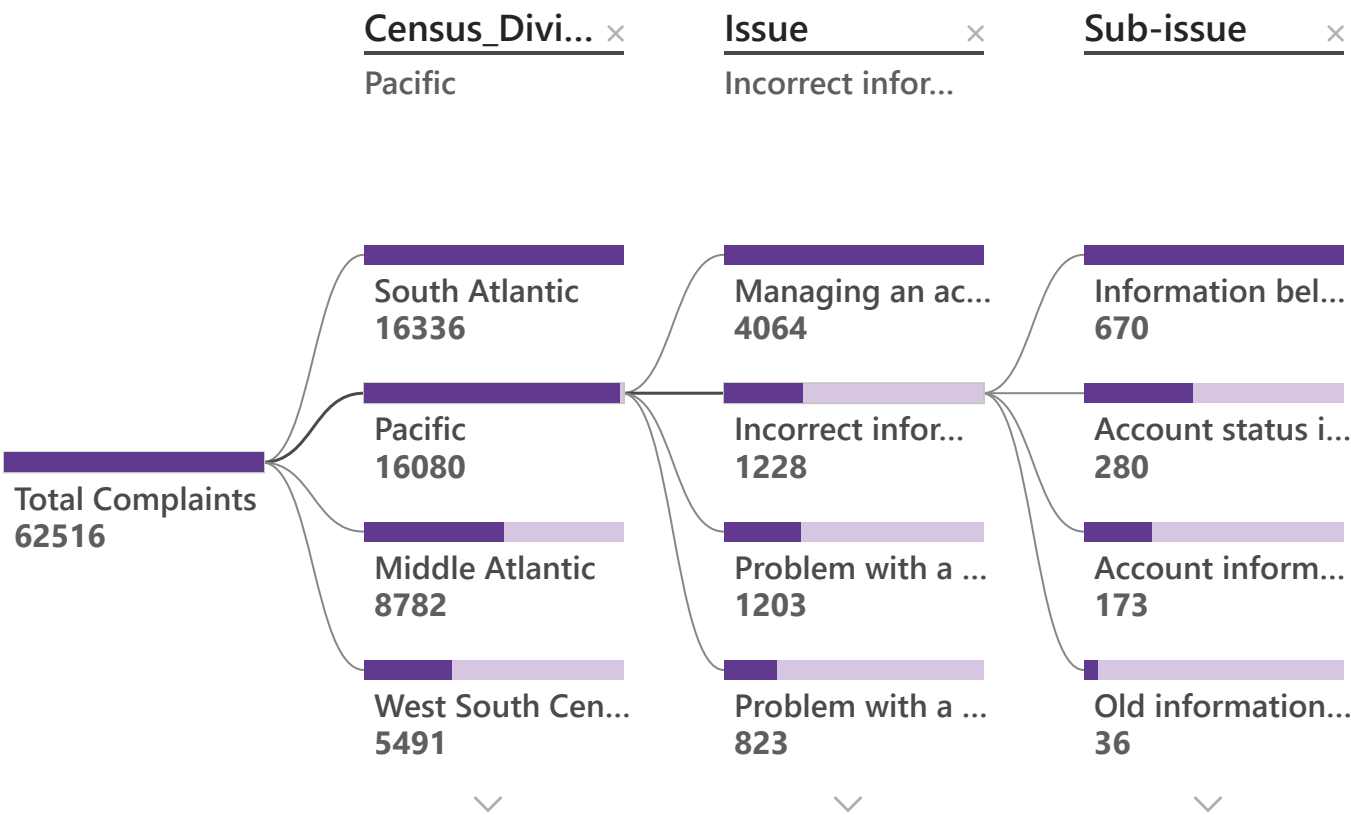 Census_Divi...
Pacific
Issue
Incorrect infor...
Sub-issue
Total Complaints
62516
South Atlantic
16336
Pacific
16080
Middle Atlantic
8782
West South Cen...
5491
Managing an ac...
4064
Incorrect infor...
1228
Problem with a ...
1203
Problem with a ...
823
Information bel...
670
Account status i...
280
Account inform...
173
Old information...
36